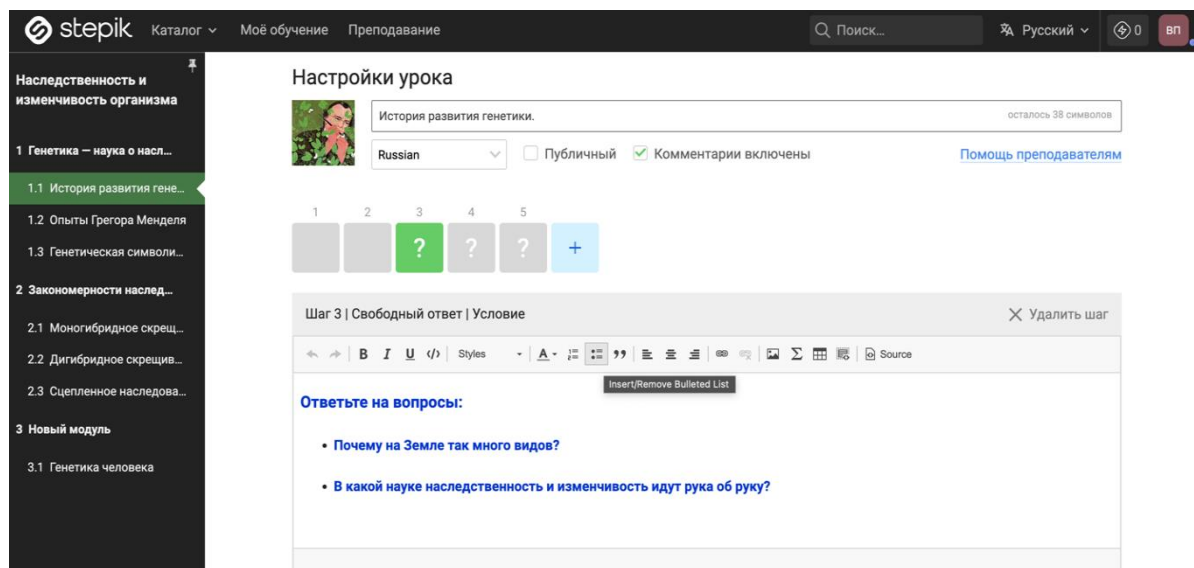 stepik Каталог Моё обучение Преподавание Поиск... Русский 0 ВП
Наследственность и
изменчивость организма
1 Генетика — наука о насл...
1.1 История развития гене...
1.2 Опыты Грегора Менделя
1.3 Генетическая символи...
2 Закономерности наслед...
2.1 Моногибридное скрещ...
2.2 Дигибридное скрещив...
2.3 Сцепленное наследова...
3 Новый модуль
3.1 Генетика человека
Настройки урока
История развития генетики. осталось 38 символов
Russian Публичный Комментарии включены Помощь преподавателям
1 2 3 4 5
? ? ? +
Шаг 3 | Свободный ответ | Условие Удалить шаг
B I U </> Styles A Σ Source
Insert/Remove Bulleted List
Ответьте на вопросы:
• Почему на Земле так много видов?
• В какой науке наследственность и изменчивость идут рука об руку?